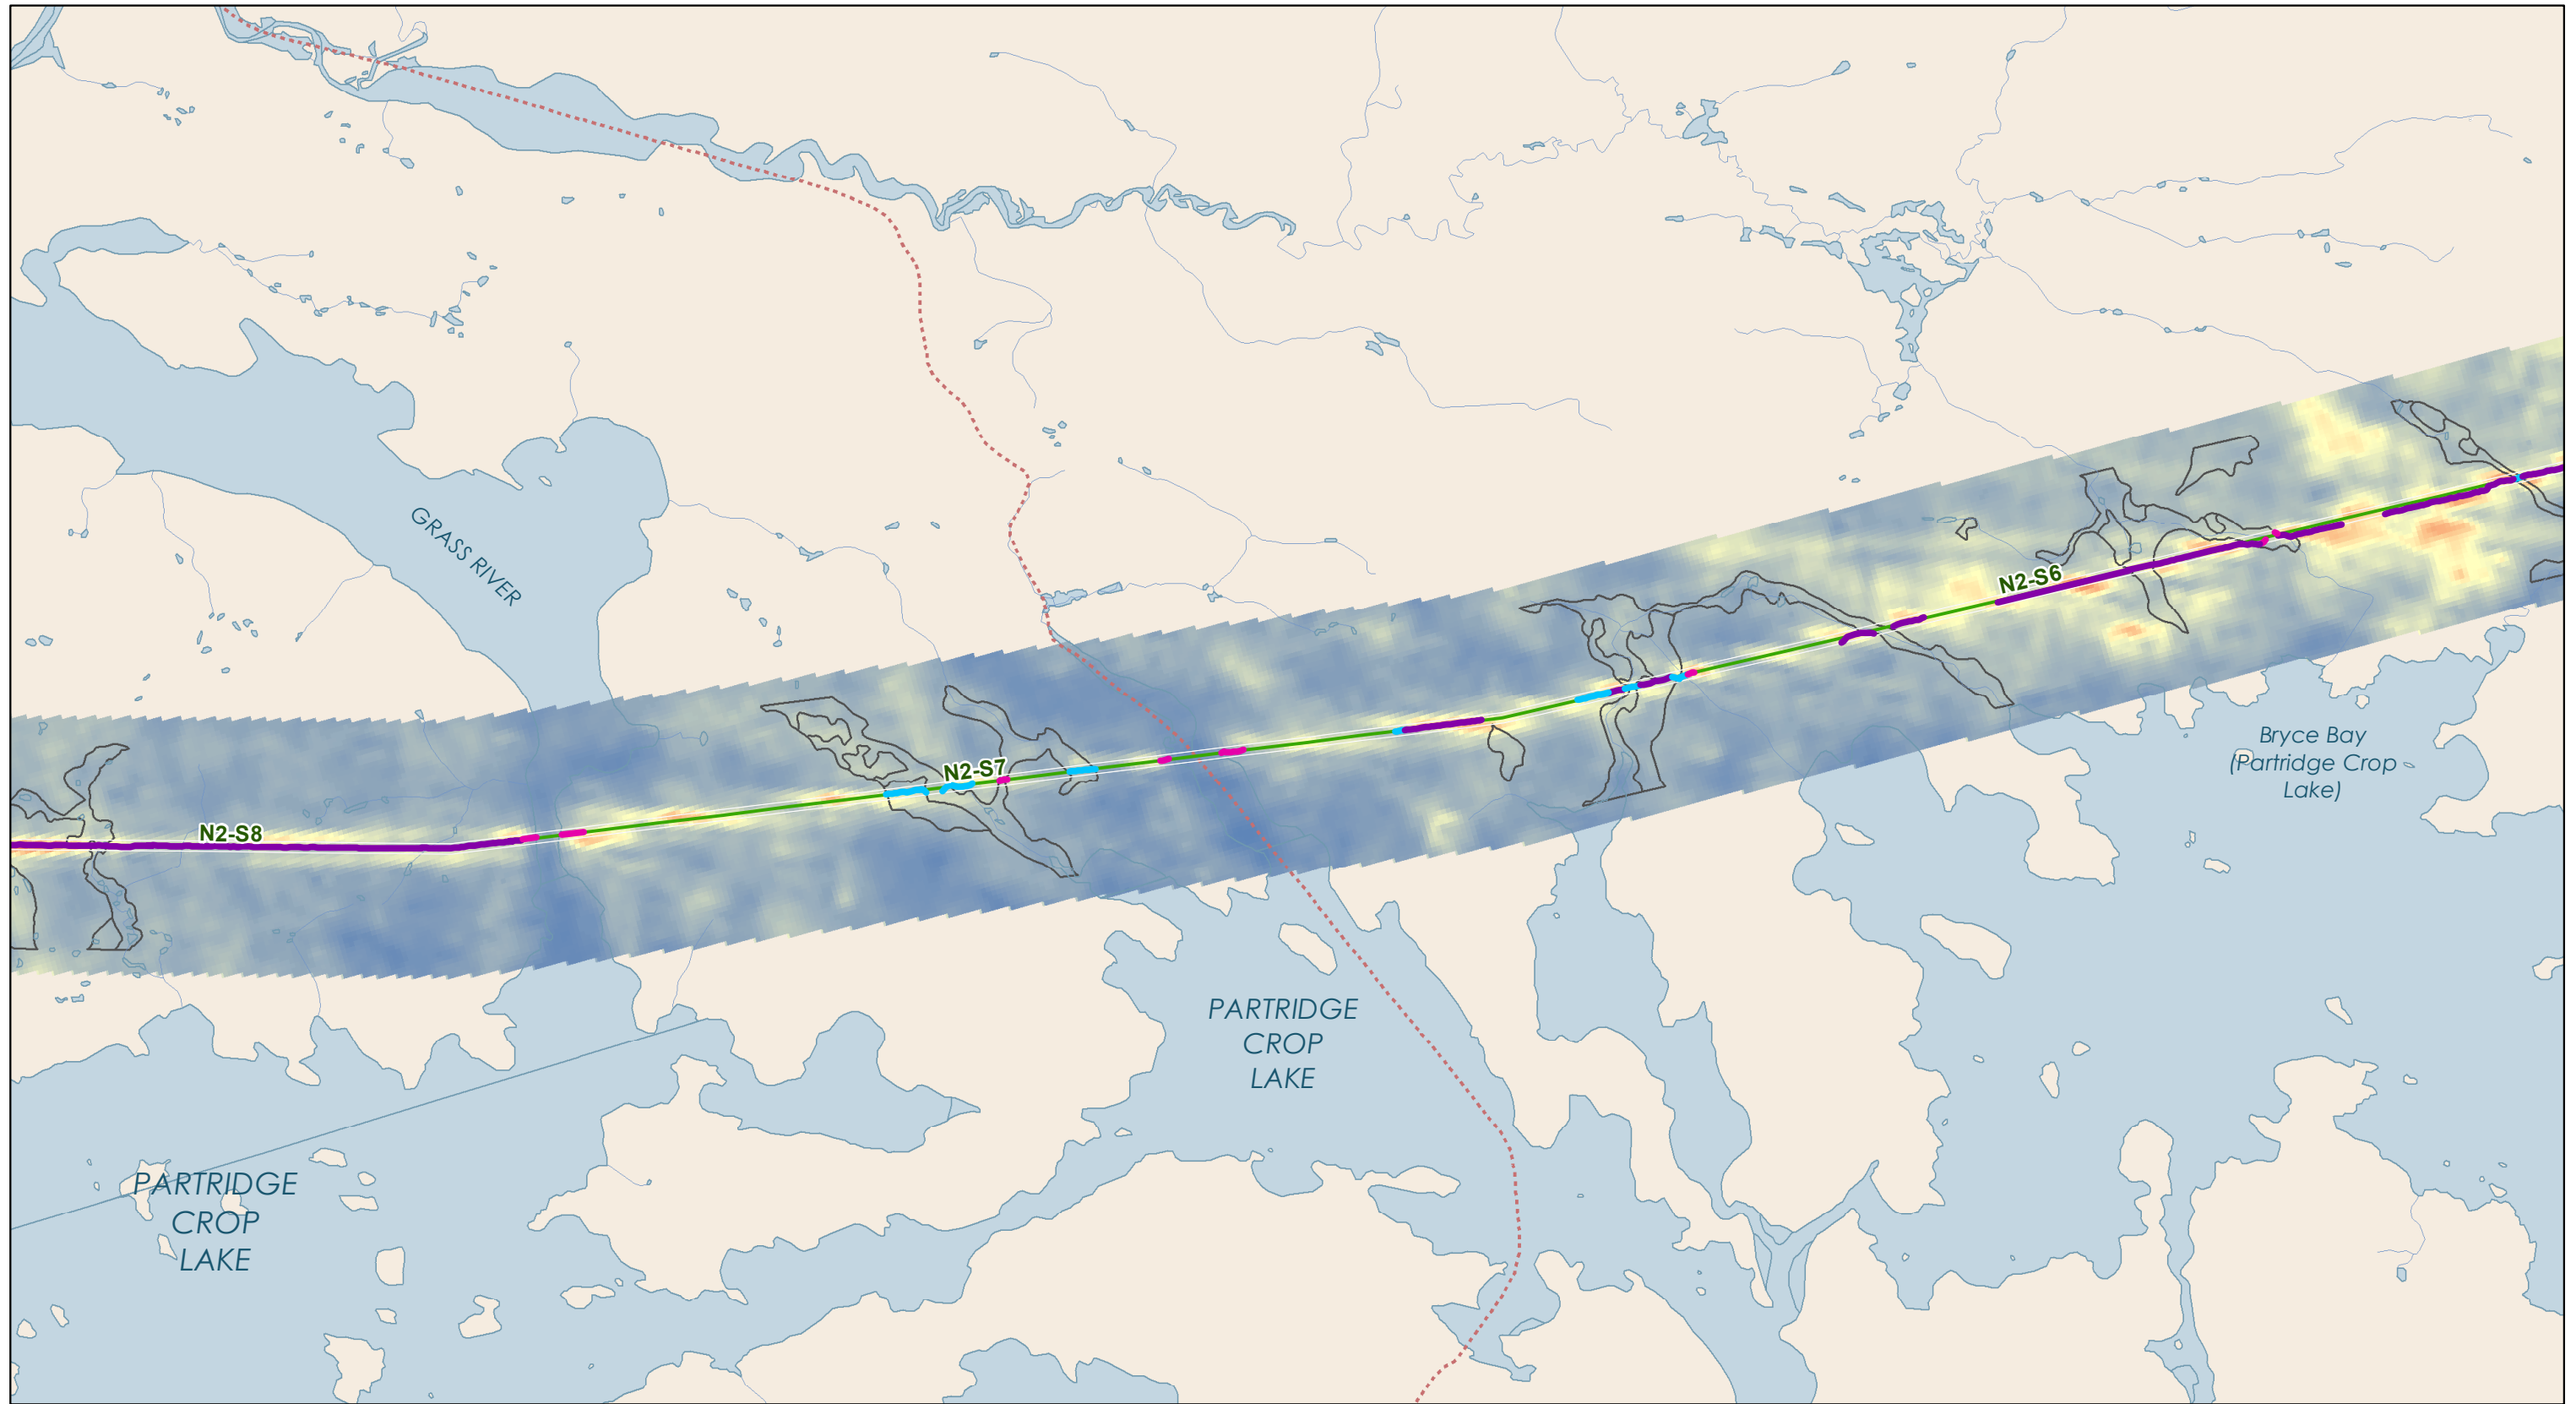 GRASS RIVER
N2-S6
Bryce Bay
(Partridge Crop
Lake)
N2-S7
N2-S8
PARTRIDGE
CROP
LAKE
PARTRIDGE
CROP
LAKE